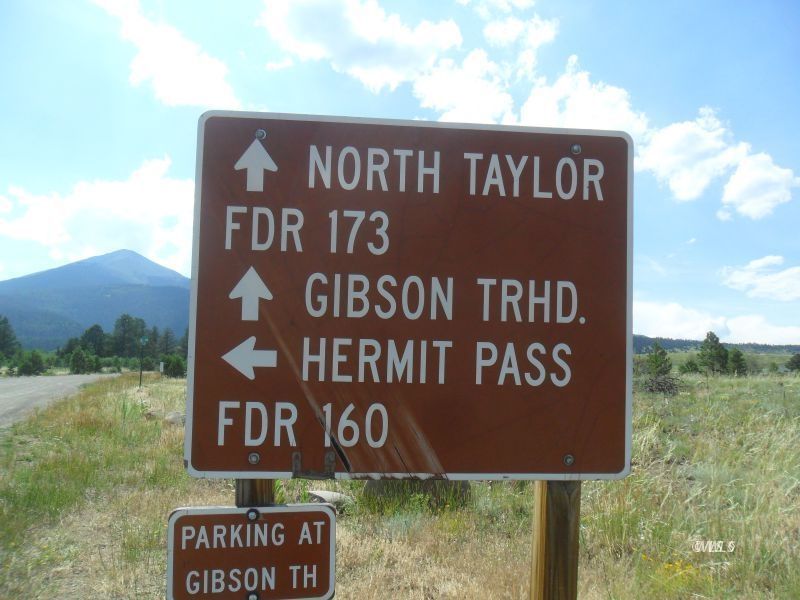 NORTH TAYLOR
FDR 173
GIBSON TRHD.
HERMIT PASS
FDR 160
PARKING AT
GIBSON TH